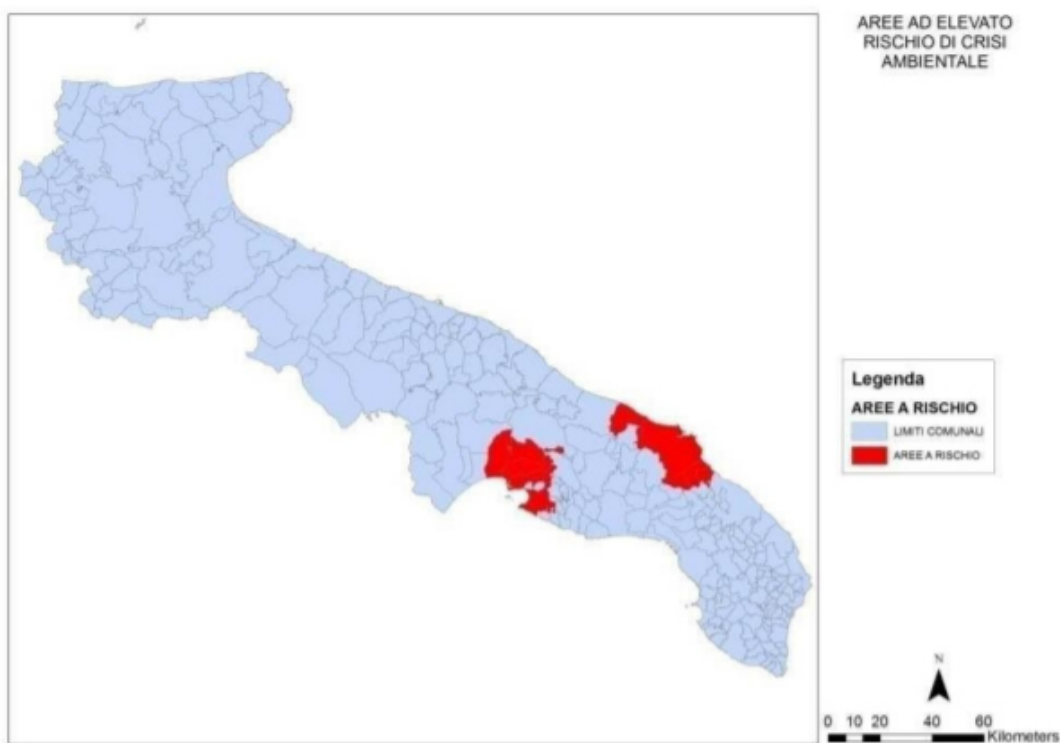 AREE AD ELEVATO
RISCHIO DI CRISI
AMBIENTALE
Legenda
AREE A RISCHIO
LIMITI COMUNALI
AREE A RISCHIO
N
0 10 20 40 60
Kilometers